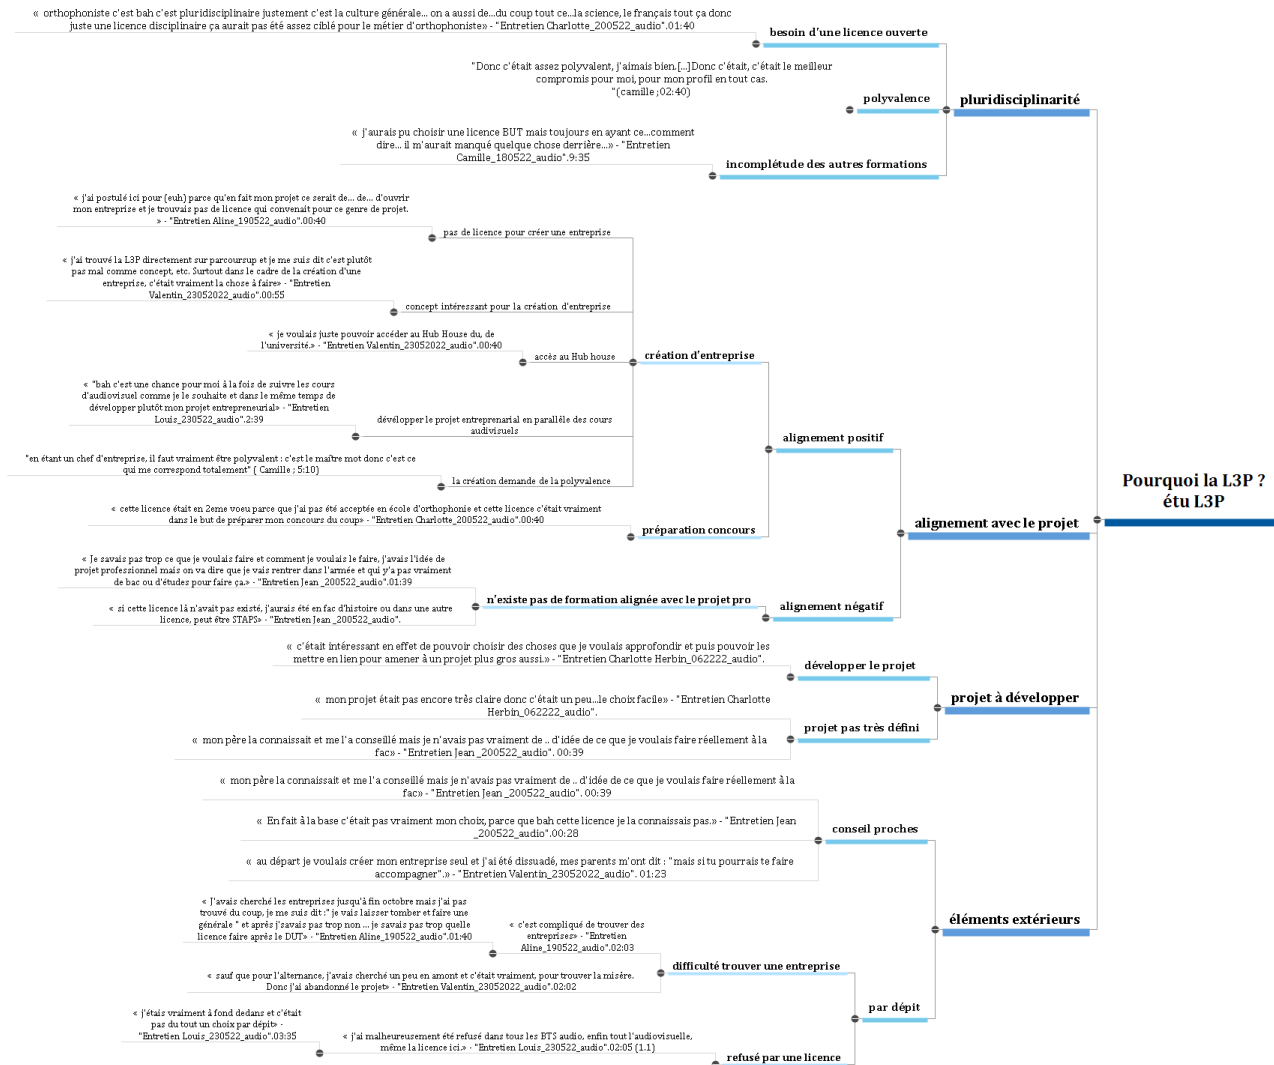 « orthophoniste c'est bah c'est pluridisciplinaire justement c'est la culture générale... on a aussi de...du coup tout ce...la science, le français tout ça donc
juste une licence disciplinaire ça aurait pas été assez ciblé pour le métier d'orthophoniste» - "Entretien Charlotte_200522_audio".01:40
besoin d'une licence ouverte
"Donc c'était assez polyvalent, j'aimais bien.[...]Donc c'était, c'était le meilleur
compromis pour moi, pour mon profil en tout cas.
"(camille ;02:40)
polyvalence
pluridisciplinarité
« j'aurais pu choisir une licence BUT mais toujours en ayant ce...comment
dire... il m'aurait manqué quelque chose derrière...» - "Entretien
Camille_180522_audio".9:35
incomplétude des autres formations
« j'ai postulé ici pour (euh) parce qu'en fait mon projet ce serait de... de... d'ouvrir
mon entreprise et je trouvais pas de licence qui convenait pour ce genre de projet.
» - "Entretien Aline_190522_audio".00:40
pas de licence pour créer une entreprise
« j'ai trouvé la L3P directement sur parcoursup et je me suis dit c'est plutôt
pas mal comme concept, etc. Surtout dans le cadre de la création d'une
entreprise, c'était vraiment la chose à faire» - "Entretien
Valentin_23052022_audio".00:55
concept intéressant pour la création d'entreprise
« je voulais juste pouvoir accéder au Hub House du, de
l'université.» - "Entretien Valentin_23052022_audio".00:40
accès au Hub house
création d'entreprise
« "bah c'est une chance pour moi à la fois de suivre les cours
d'audiovisuel comme je le souhaite et dans le même temps de
développer plutôt mon projet entrepreneurial» - "Entretien
Louis_230522_audio".2:39
dévélopper le projet entreprenarial en parallèle des cours
audivisuels
"en étant un chef d'entreprise, il faut vraiment être polyvalent : c'est le maître mot donc c'est ce
qui me correspond totalement" ( Camille ; 5:10)
la création demande de la polyvalence
alignement positif
« cette licence était en 2eme voeu parce que j'ai pas été acceptée en école d'orthophonie et cette licence c'était vraiment
dans le but de préparer mon concours du coup» - "Entretien Charlotte_200522_audio".00:40
préparation concours
Pourquoi la L3P ?
étu L3P
alignement avec le projet
« Je savais pas trop ce que je voulais faire et comment je voulais le faire, j'avais l'idée de
projet professionnel mais on va dire que je vais rentrer dans l'armée et qui y'a pas vraiment
de bac ou d'études pour faire ça.» - "Entretien Jean _200522_audio".01:39
n'existe pas de formation alignée avec le projet pro
alignement négatif
« si cette licence là n'avait pas existé, j'aurais été en fac d'histoire ou dans une autre
licence, peut être STAPS» - "Entretien Jean _200522_audio".
« c'était intéressant en effet de pouvoir choisir des choses que je voulais approfondir et puis pouvoir les
mettre en lien pour amener à un projet plus gros aussi.» - "Entretien Charlotte Herbin_062222_audio".
développer le projet
« mon projet était pas encore très claire donc c'était un peu...le choix facile» - "Entretien Charlotte
Herbin_062222_audio".
projet à développer
projet pas très défini
« mon père la connaissait et me l'a conseillé mais je n'avais pas vraiment de .. d'idée de ce que je voulais faire réellement à la
fac» - "Entretien Jean _200522_audio". 00:39
« mon père la connaissait et me l'a conseillé mais je n'avais pas vraiment de .. d'idée de ce que je voulais faire réellement à la
fac» - "Entretien Jean _200522_audio". 00:39
« En fait à la base c'était pas vraiment mon choix, parce que bah cette licence je la connaissais pas.» - "Entretien Jean
_200522_audio".00:28
conseil proches
« au départ je voulais créer mon entreprise seul et j'ai été dissuadé, mes parents m'ont dit : "mais si tu pourrais te faire
accompagner".» - "Entretien Valentin_23052022_audio". 01:23
éléments extérieurs
« J'avais cherché les entreprises jusqu'à fin octobre mais j'ai pas
trouvé du coup, je me suis dit :" je vais laisser tomber et faire une
générale " et après j'savais pas trop non ... je savais pas trop quelle
licence faire après le DUT» - "Entretien Aline_190522_audio".01:40
« c'est compliqué de trouver des
entreprises» - "Entretien
Aline_190522_audio".02:03
difficulté trouver une entreprise
« sauf que pour l'alternance, j'avais cherché un peu en amont et c'était vraiment, pour trouver la misère.
Donc j'ai abandonné le projet» - "Entretien Valentin_23052022_audio".02:02
par dépit
« j'étais vraiment à fond dedans et c'était
pas du tout un choix par dépit» -
"Entretien Louis_230522_audio".03:35
« j'ai malheureusement été refusé dans tous les BTS audio, enfin tout l'audiovisuelle,
même la licence ici.» - "Entretien Louis_230522_audio".02:05 (1.1)
refusé par une licence